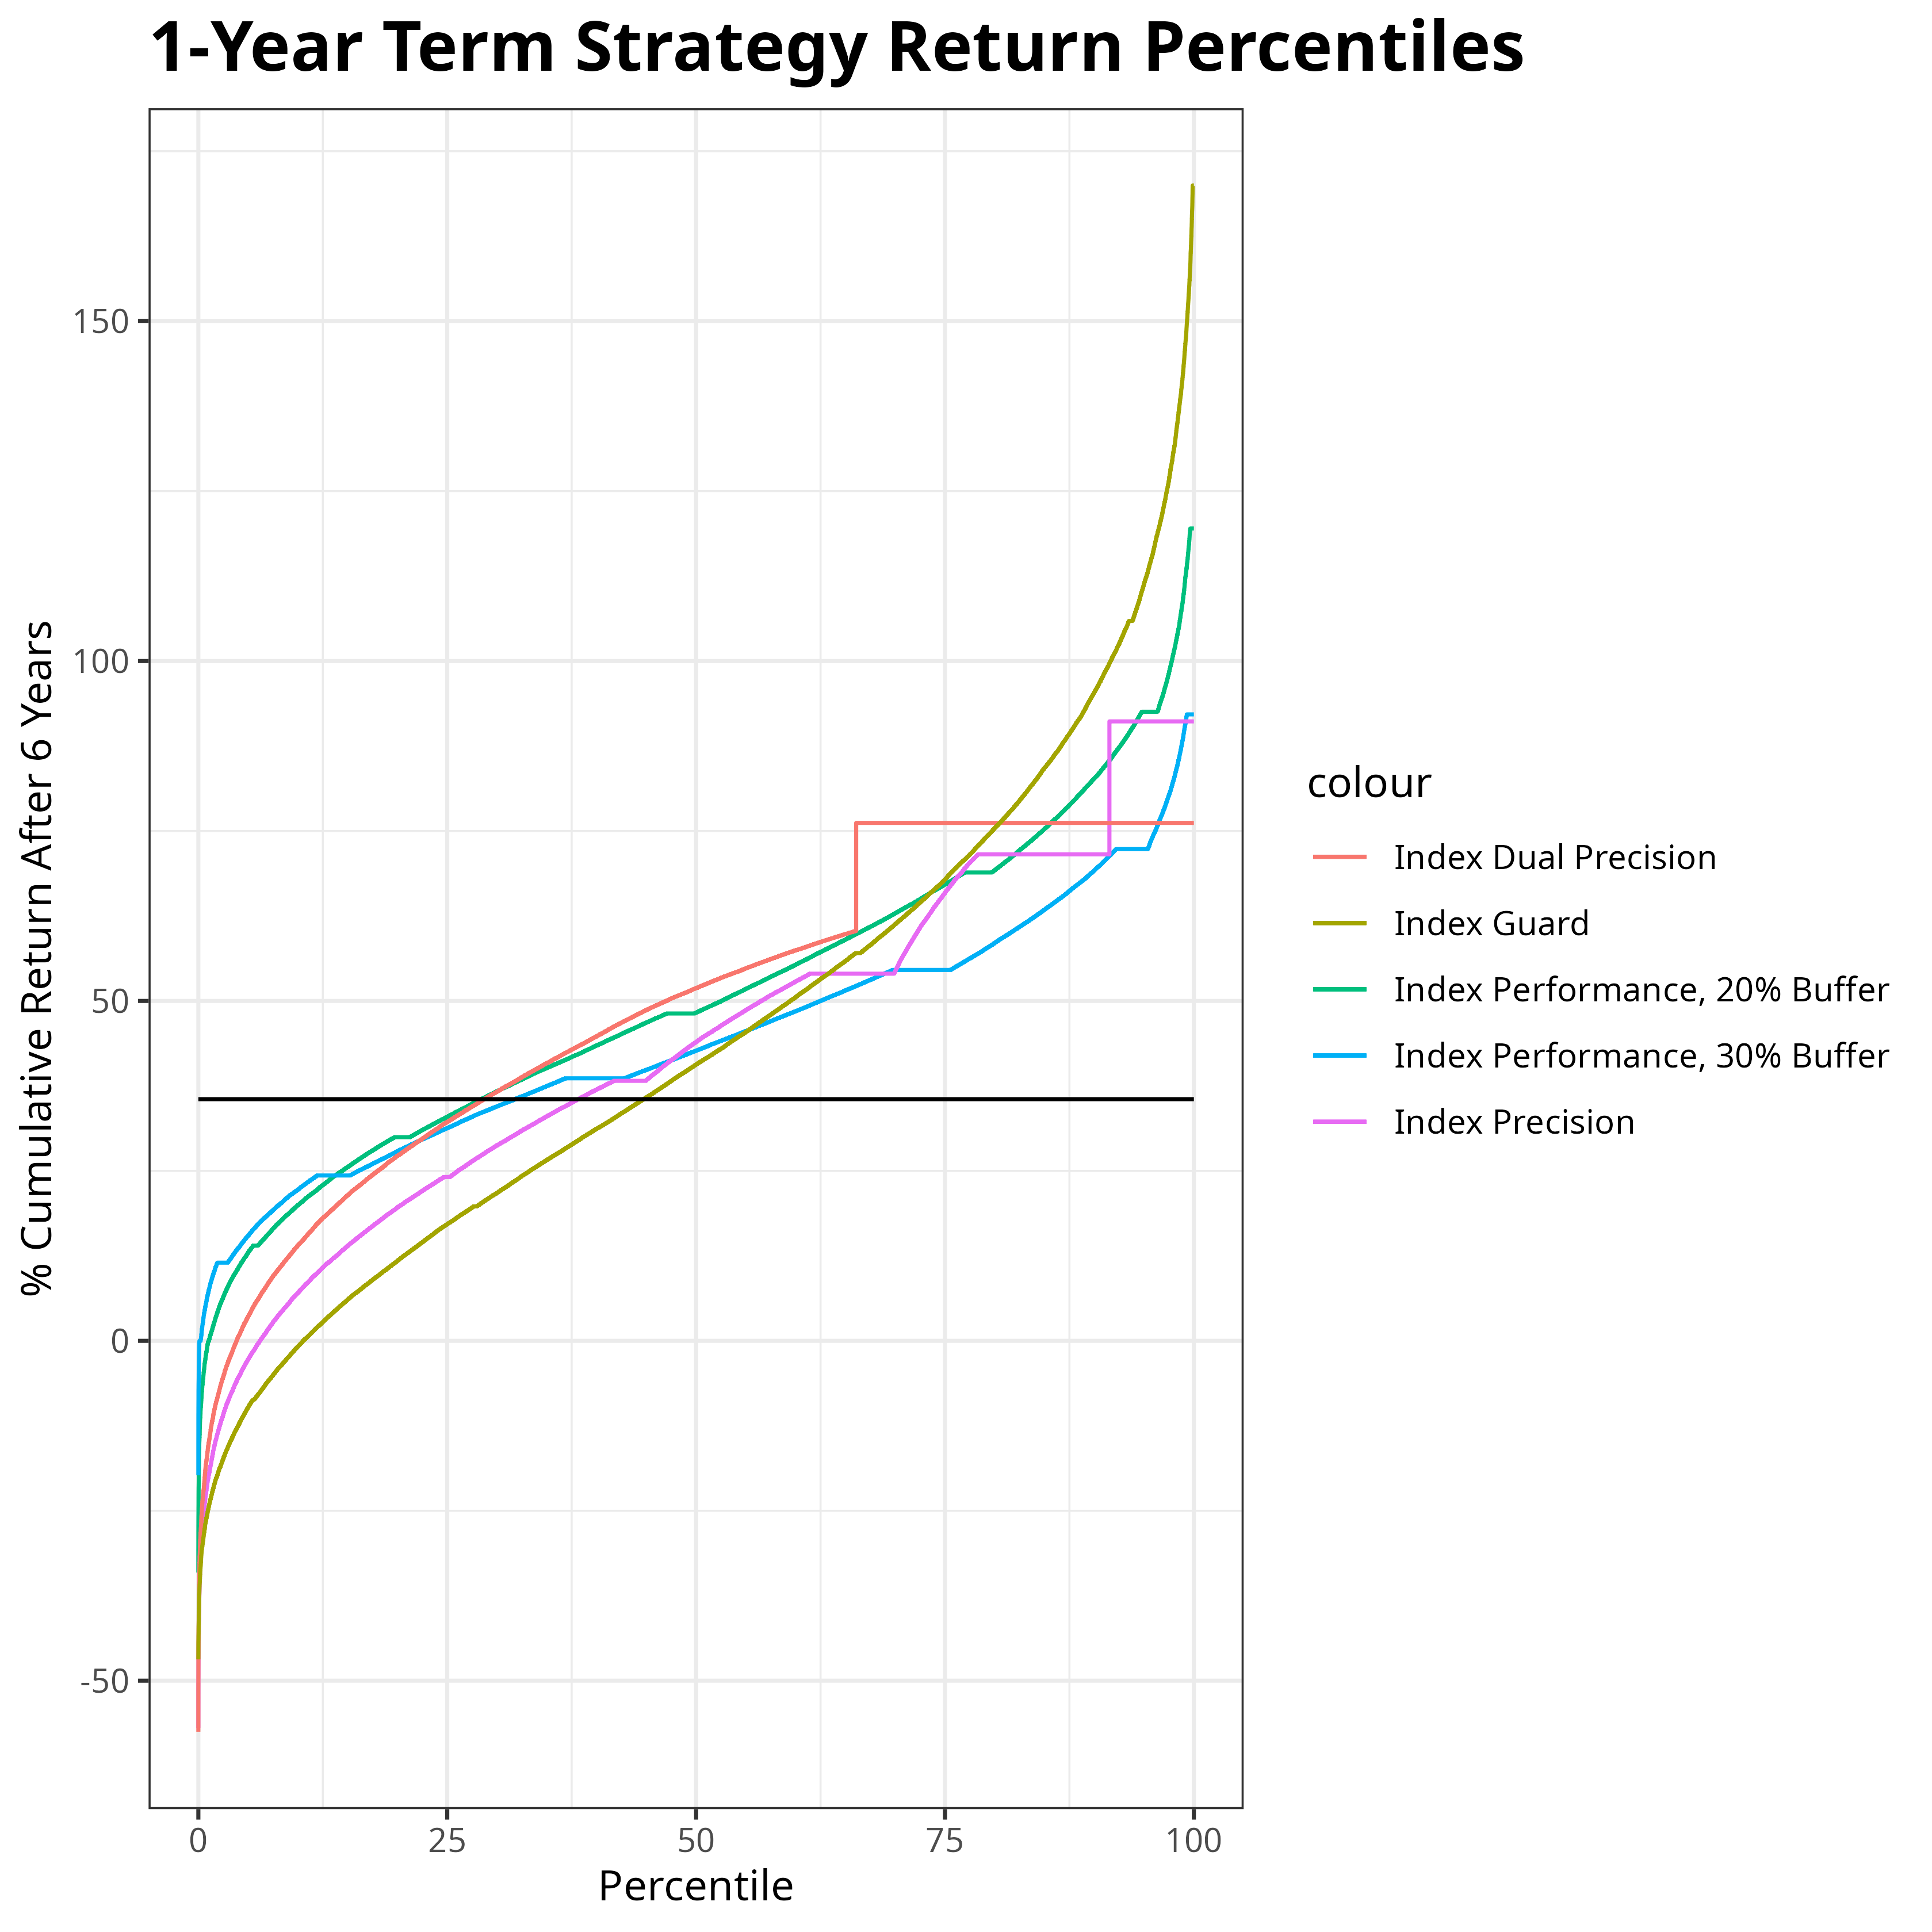 1-Year Term Strategy Return Percentiles
% Cumulative Return After 6 Years
150
100
50
0
-50
0 25 50 75 100
Percentile
colour
Index Dual Precision
Index Guard
Index Performance, 20% Buffer
Index Performance, 30% Buffer
Index Precision